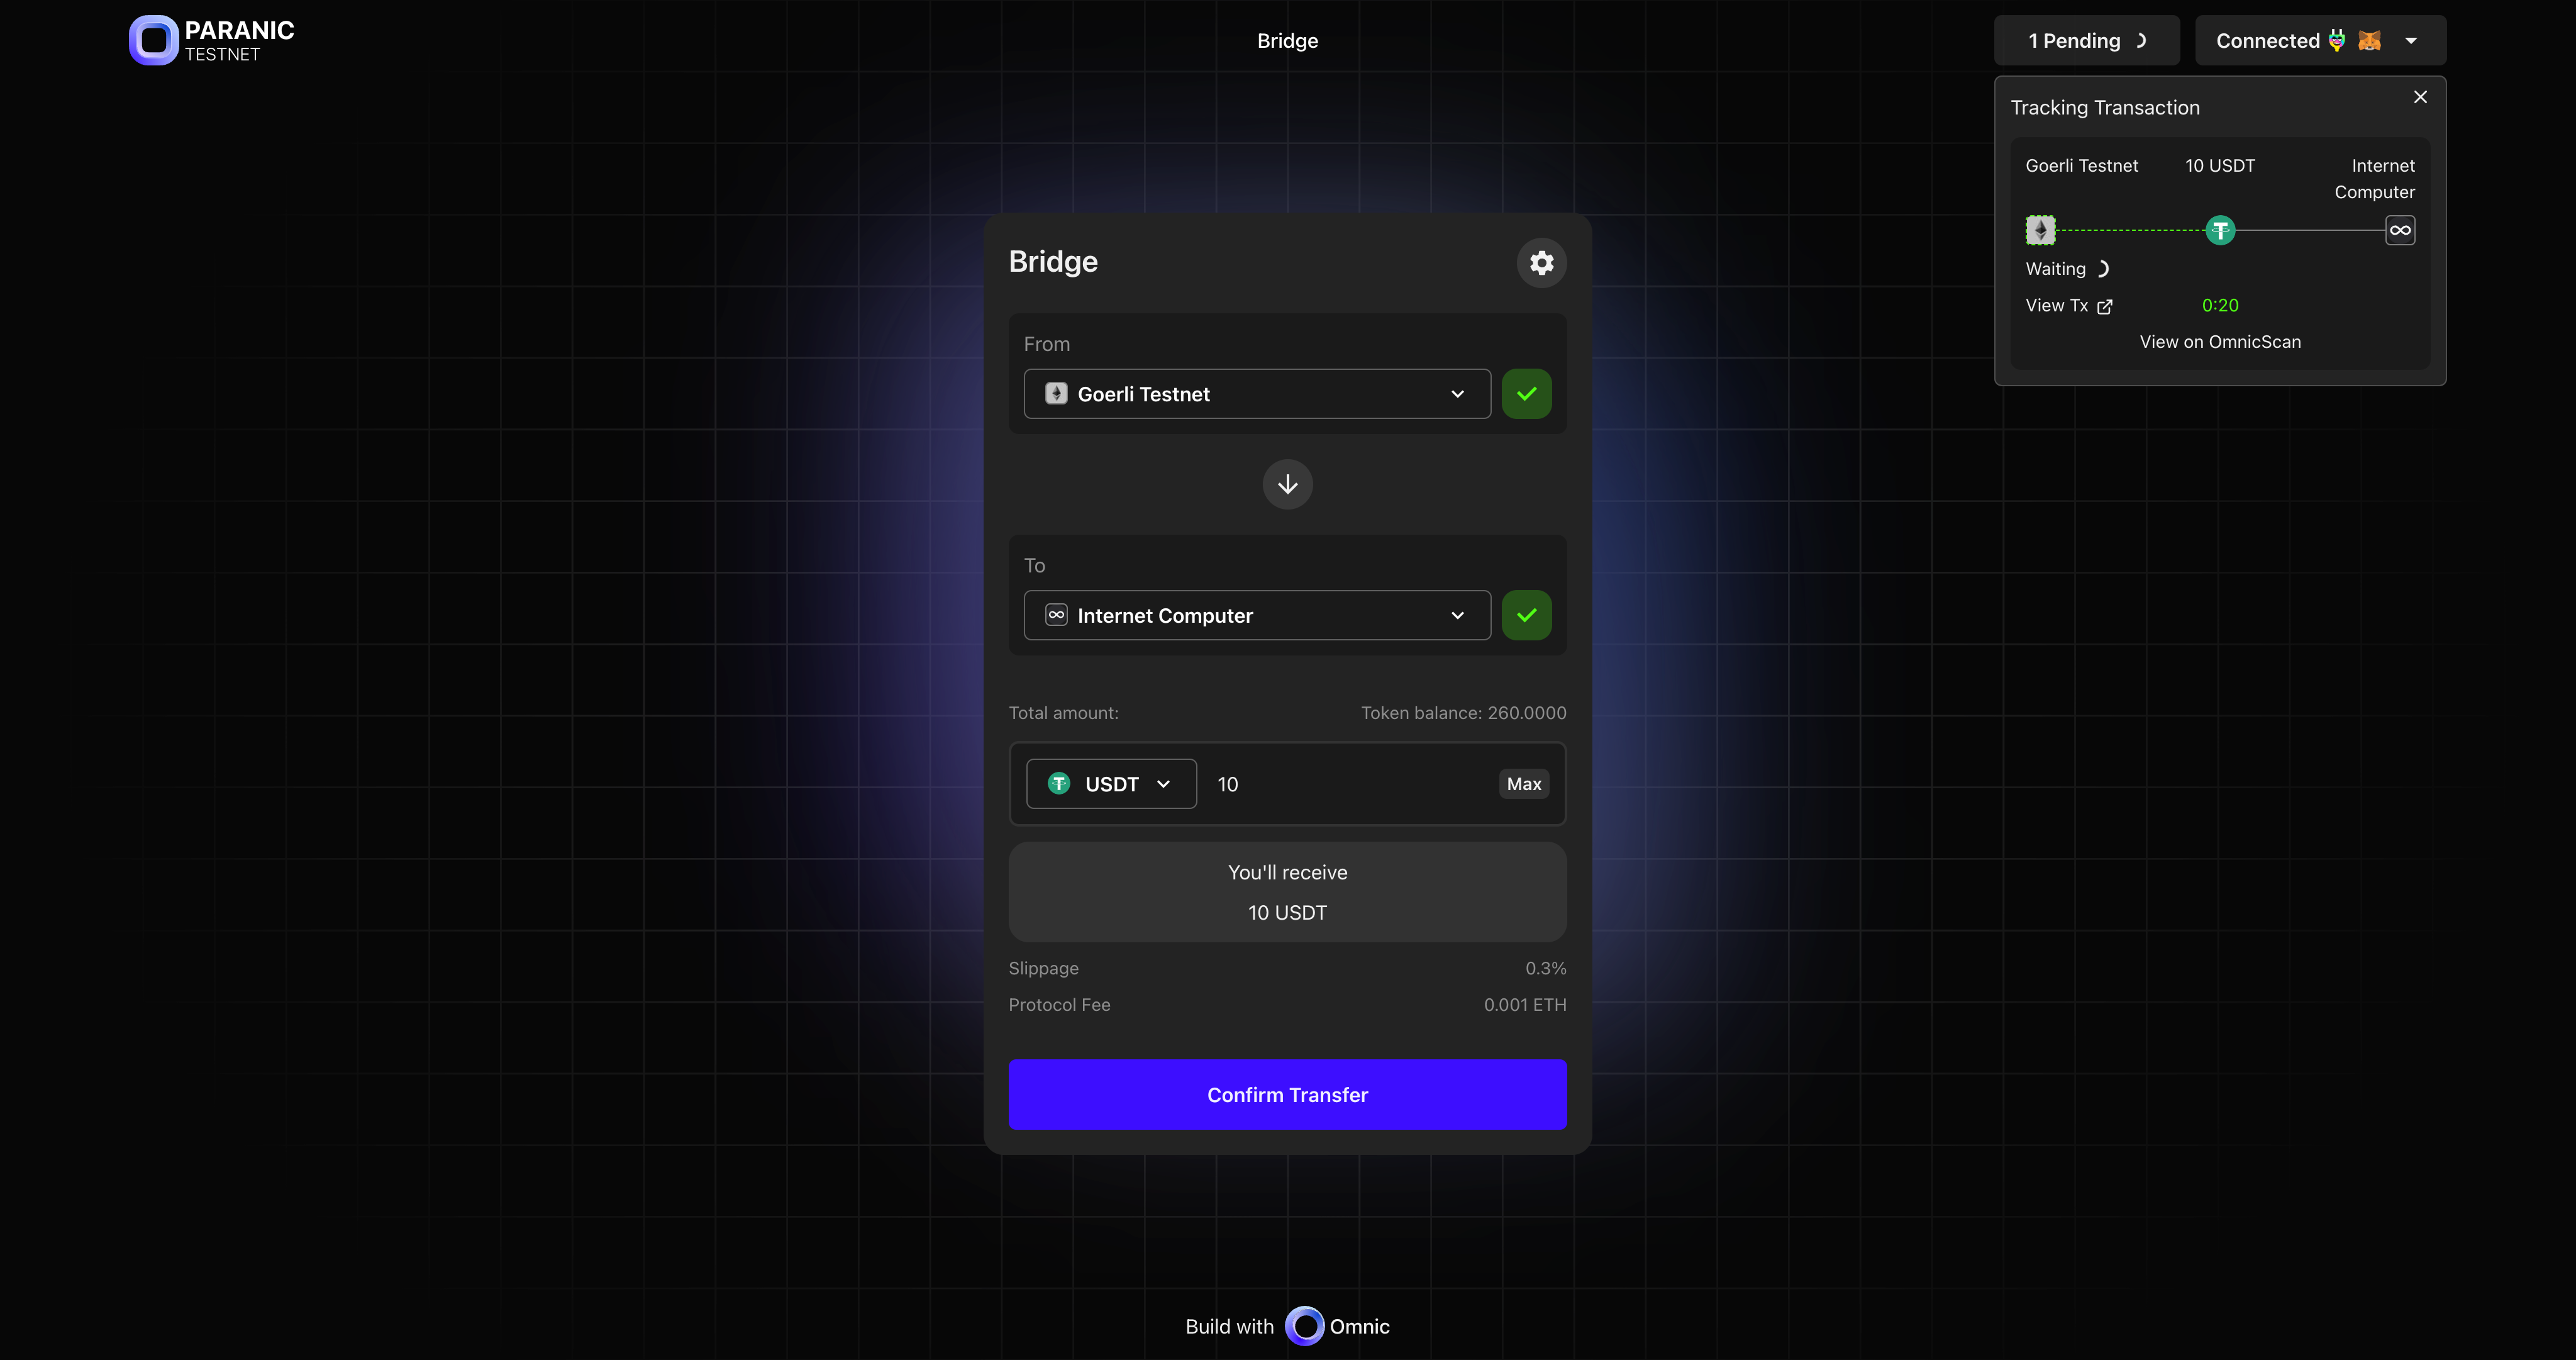 PARANIC
TESTNET
Bridge
1 Pending
Connected
Tracking Transaction
Goerli Testnet 10 USDT Internet
Computer
Waiting
View Tx 0:20
View on OmnicScan
Bridge
From
Goerli Testnet
To
Internet Computer
Total amount: Token balance: 260.0000
USDT 10 Max
You'll receive
10 USDT
Slippage 0.3%
Protocol Fee 0.001 ETH
Confirm Transfer
Build with Omnic